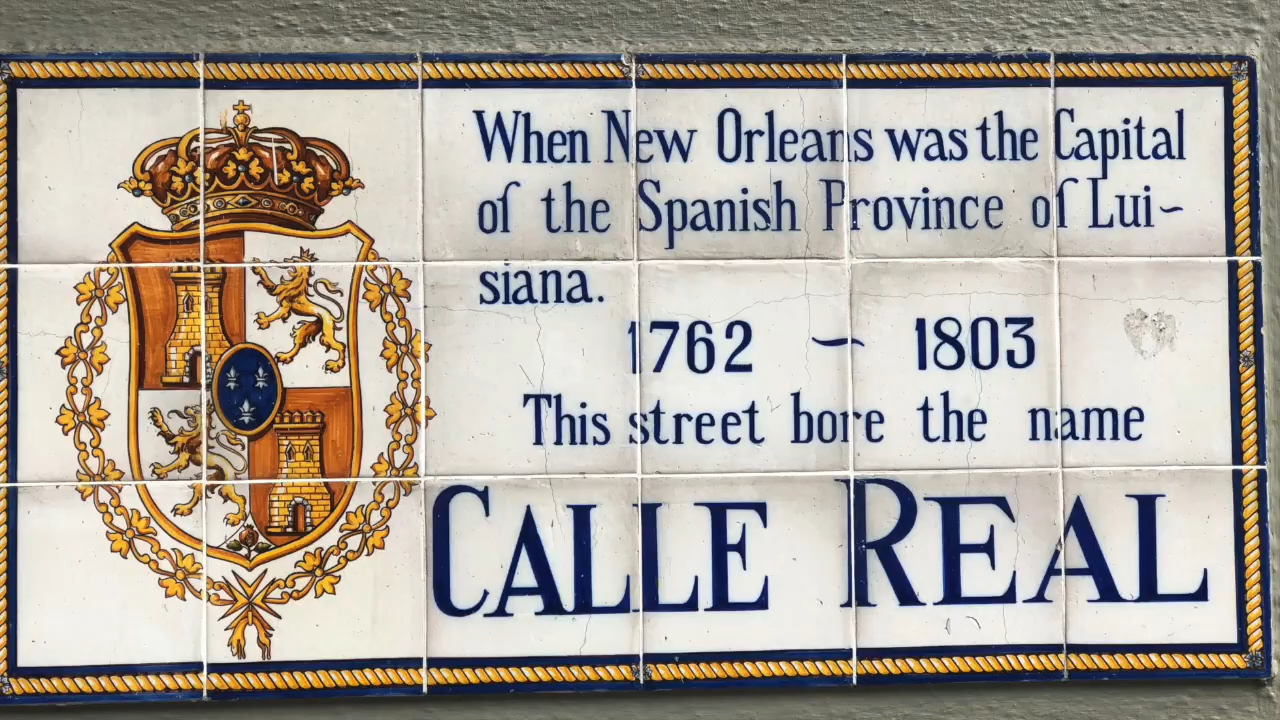 When New Orleans was the Capital
of the Spanish Province of Lui~
siana.
1762 ~ 1803
This street bore the name
CALLE REAL